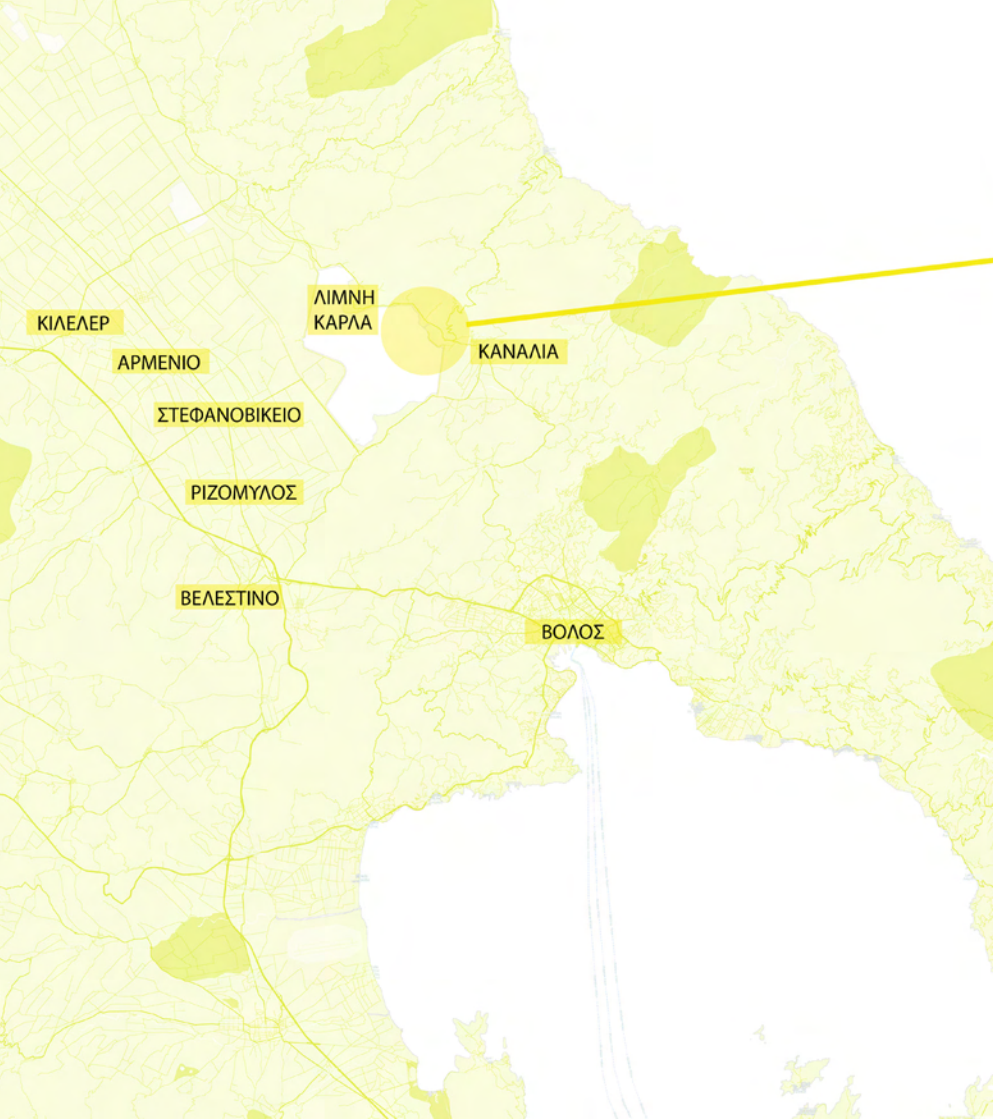 ΛΙΜΝΗ
ΚΑΡΛΑ
ΚΙΛΕΛΕΡ
ΚΑΝΑΛΙΑ
ΑΡΜΕΝΙΟ
ΣΤΕΦΑΝΟΒΙΚΕΙΟ
ΡΙΖΟΜΥΛΟΣ
ΒΕΛΕΣΤΙΝΟ
ΒΟΛΟΣ